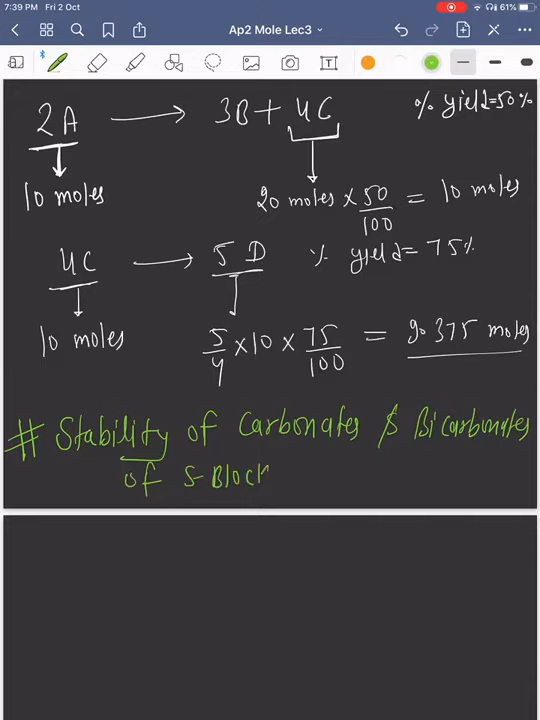 7:39 PM Fri 2 Oct 61%
Ap2 Mole Lec3
2A → 3B + 4C % yield = 50%
10 moles
20 moles × 50/100 = 10 moles
4C → 5D % yield = 75%
10 moles 5/4 × 10 × 75/100 = 90375 moles
# Stability of Carbonates & Bicarbonates
of S-Block